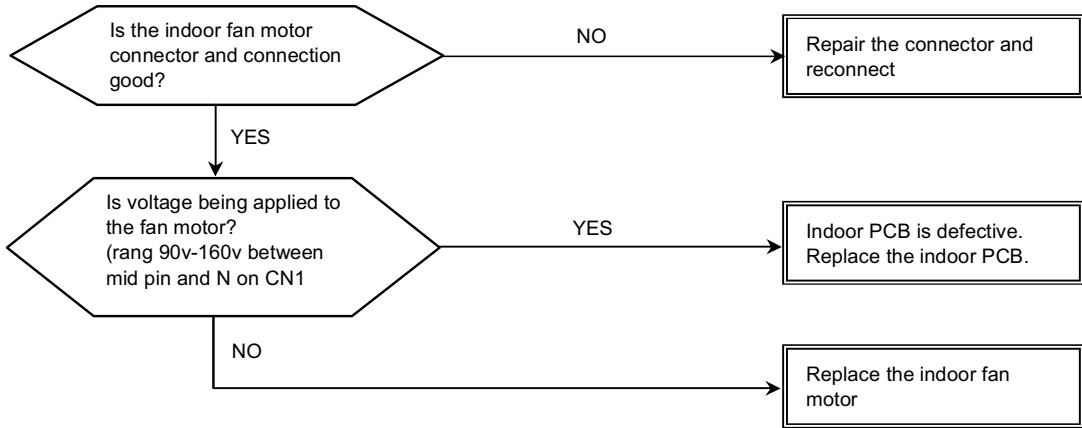 Is the indoor fan motor
connector and connection
good?
NO
Repair the connector and
reconnect
YES
Is voltage being applied to
the fan motor?
(rang 90v-160v between
mid pin and N on CN1
YES
Indoor PCB is defective.
Replace the indoor PCB.
NO
Replace the indoor fan
motor